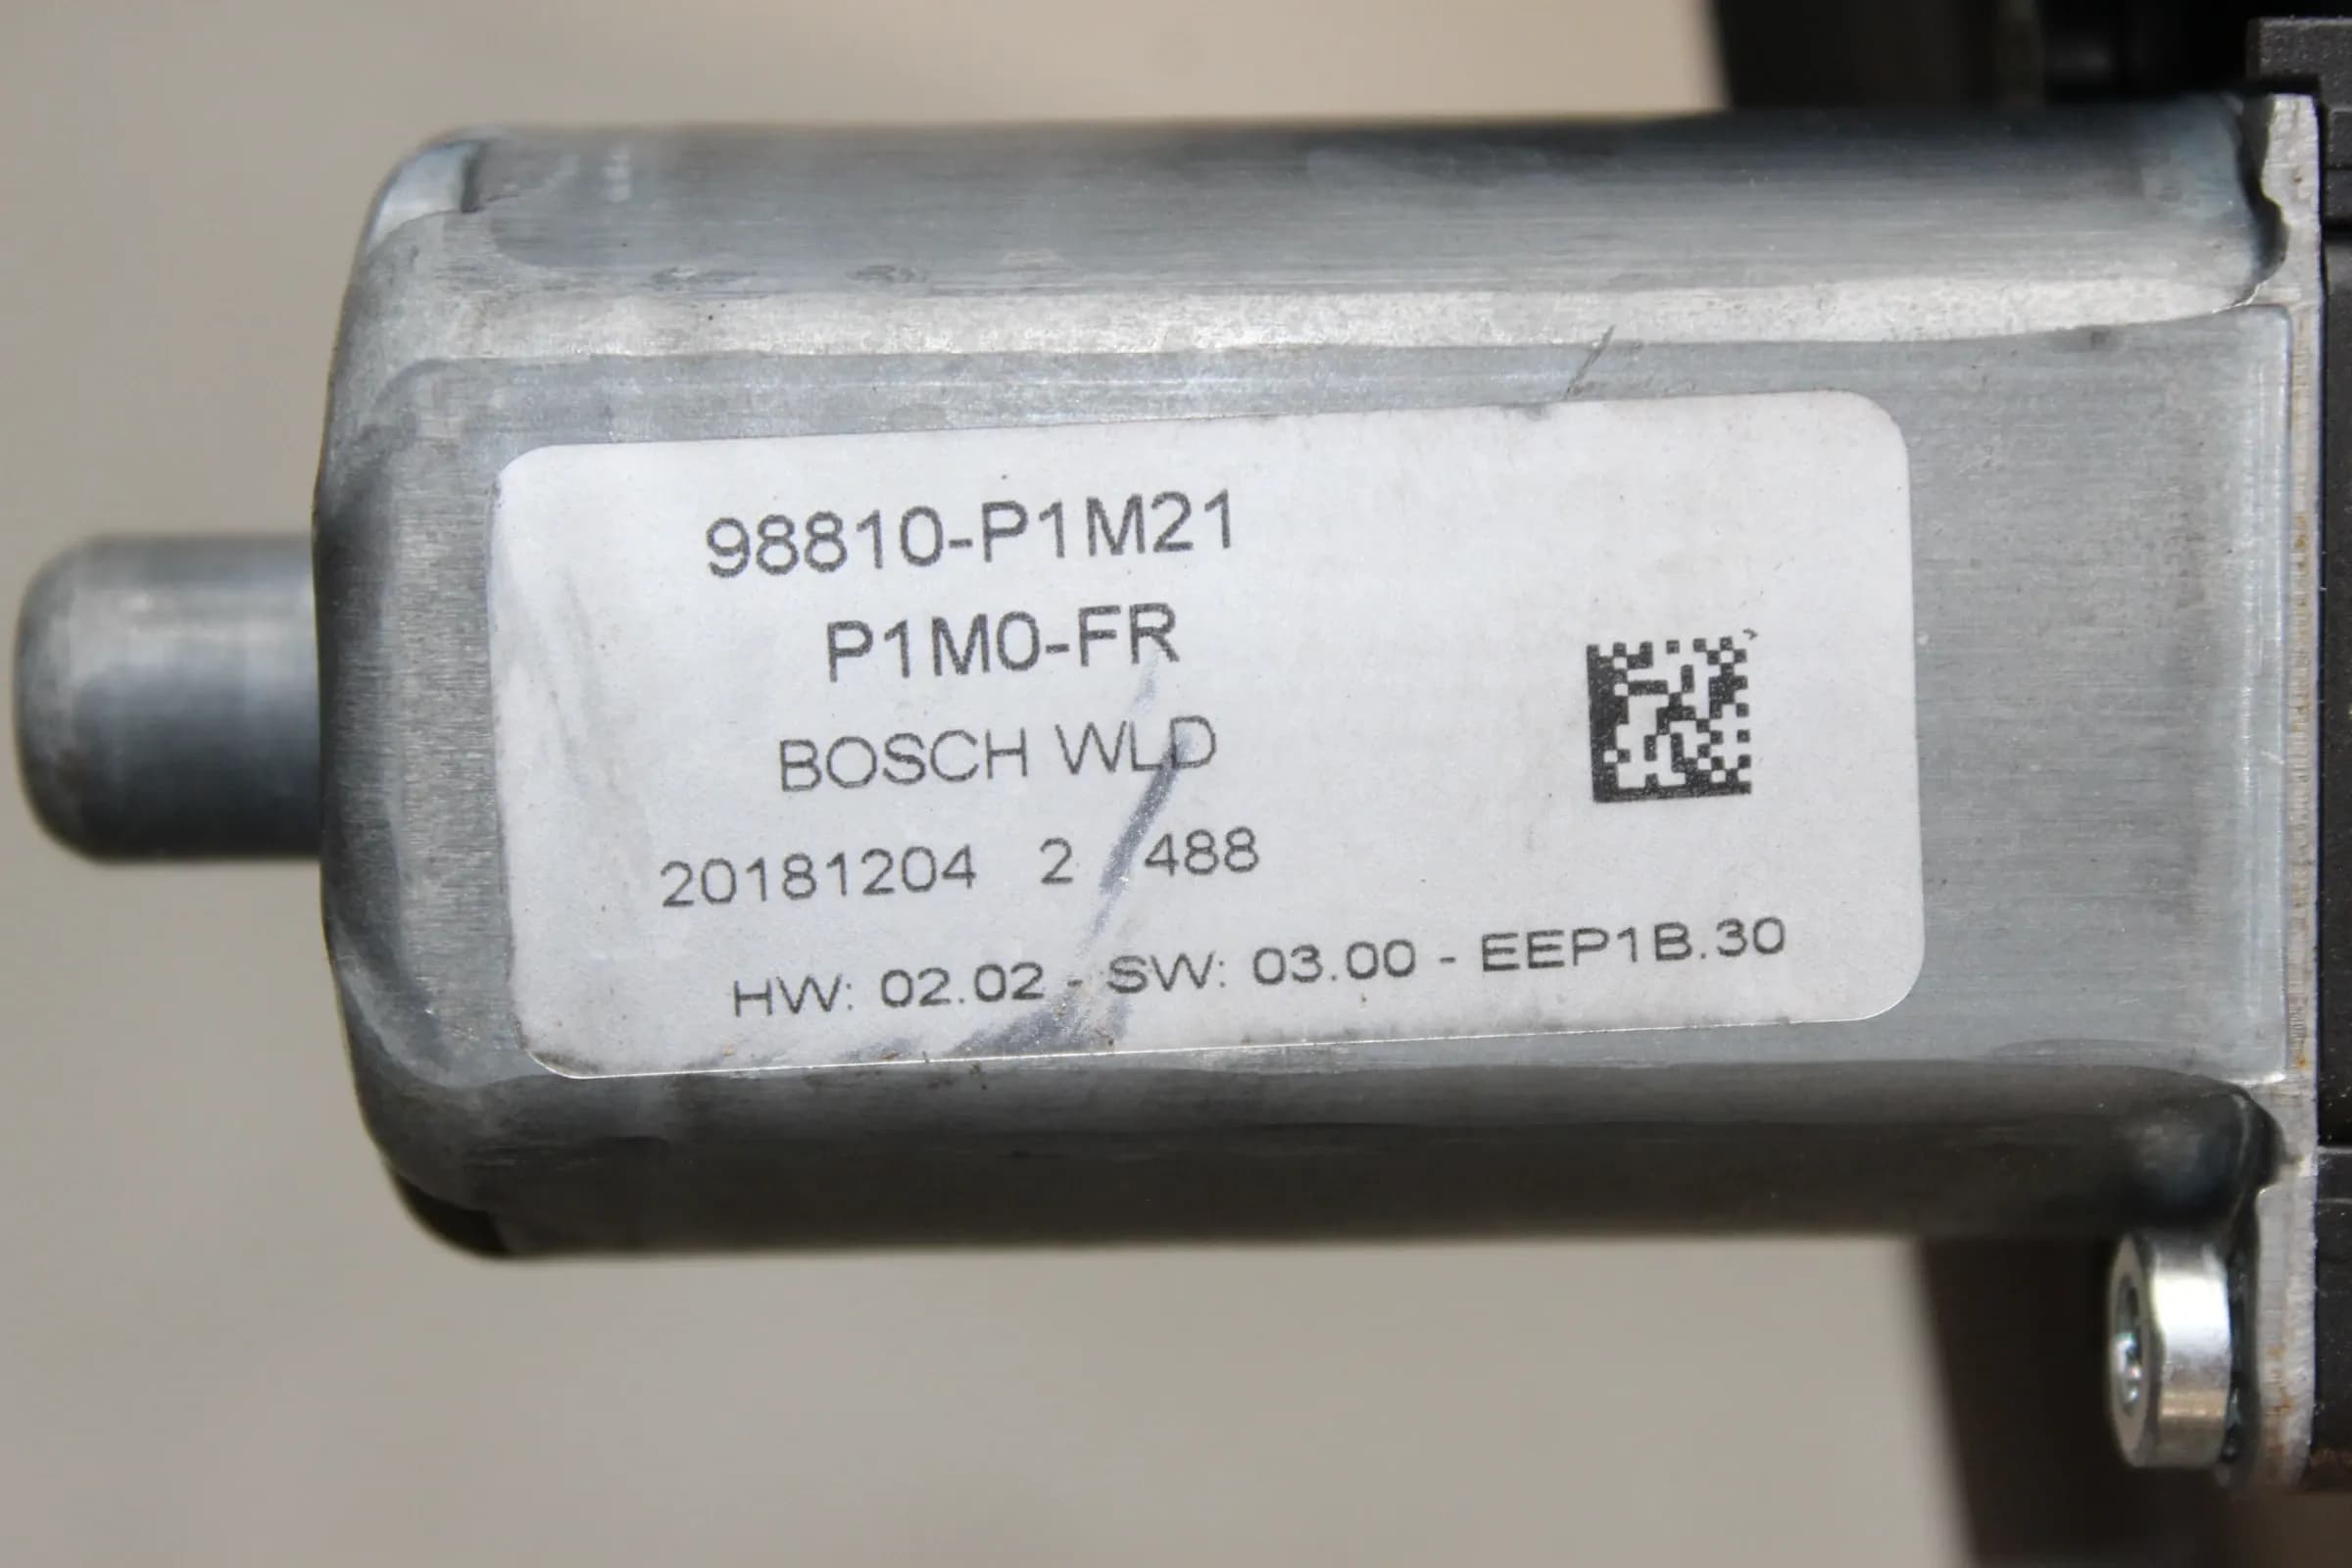 98810-P1M21
P1M0-FR
BOSCH WLD
20181204 2 488
HW: 02.02 - SW: 03.00 - EEP1B.30